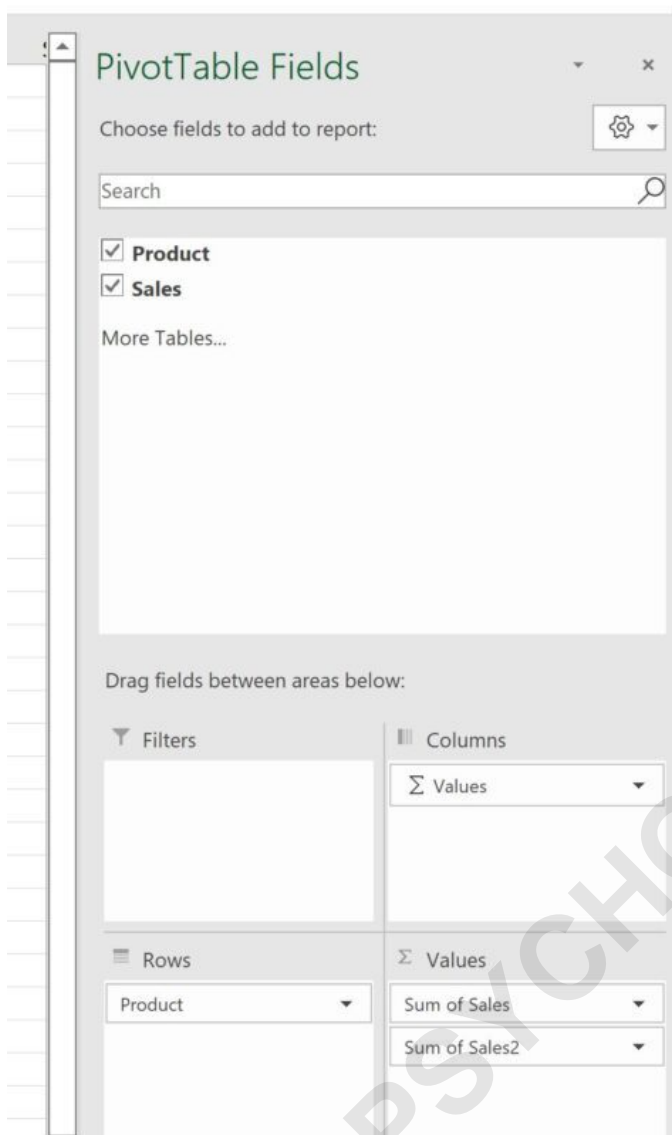 PivotTable Fields
Choose fields to add to report:
Search
Product
Sales
More Tables...
Drag fields between areas below:
Filters
Columns
Σ Values
Rows
Σ Values
Product
Sum of Sales
Sum of Sales2
PSYCHO